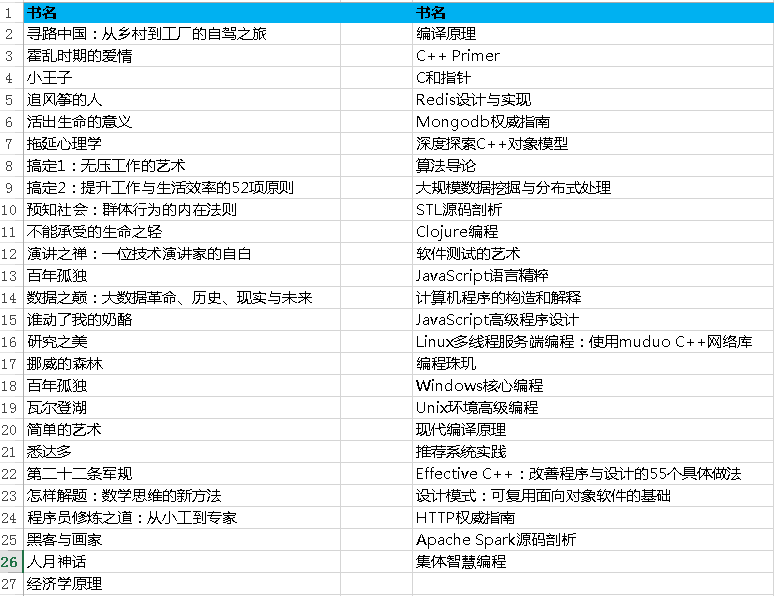 1 书名 书名
2 寻路中国：从乡村到工厂的自驾之旅 编译原理
3 霍乱时期的爱情 C++ Primer
4 小王子 C和指针
5 追风筝的人 Redis设计与实现
6 活出生命的意义 Mongodb权威指南
7 拖延心理学 深度探索C++对象模型
8 搞定1：无压工作的艺术 算法导论
9 搞定2：提升工作与生活效率的52项原则 大规模数据挖掘与分布式处理
10 预知社会：群体行为的内在法则 STL源码剖析
11 不能承受的生命之轻 Clojure编程
12 演讲之禅：一位技术演讲家的自白 软件测试的艺术
13 百年孤独 JavaScript语言精粹
14 数据之巅：大数据革命、历史、现实与未来 计算机程序的构造和解释
15 谁动了我的奶酪 JavaScript高级程序设计
16 研究之美 Linux多线程服务端编程：使用muduo C++网络库
17 挪威的森林 编程珠玑
18 百年孤独 Windows核心编程
19 瓦尔登湖 Unix环境高级编程
20 简单的艺术 现代编译原理
21 悉达多 推荐系统实践
22 第二十二条军规 Effective C++：改善程序与设计的55个具体做法
23 怎样解题：数学思维的新方法 设计模式：可复用面向对象软件的基础
24 程序员修炼之道：从小工到专家 HTTP权威指南
25 黑客与画家 Apache Spark源码剖析
26 人月神话 集体智慧编程
27 经济学原理